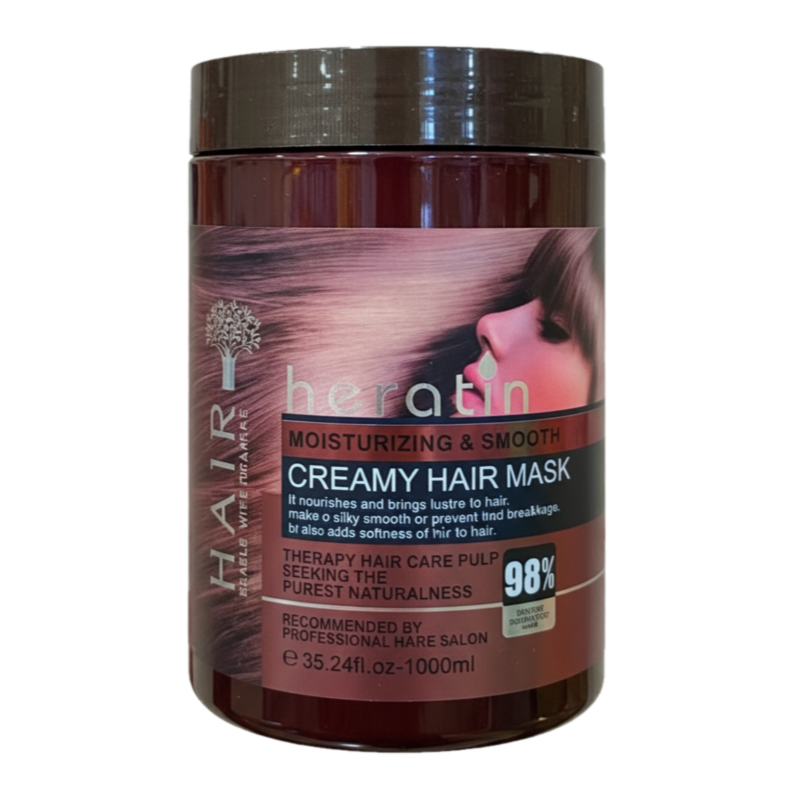 HAIR
heratin
MOISTURIZING & SMOOTH
CREAMY HAIR MASK
It nourishes and brings lustre to hair.
make o silky smooth or prevent tind breakage.
bt also adds softness of hir to hair.
THERAPY HAIR CARE PULP
SEEKING THE
PUREST NATURALNESS
98%
RECOMMENDED BY
PROFESSIONAL HARE SALON
℮ 35.24fl.oz-1000ml